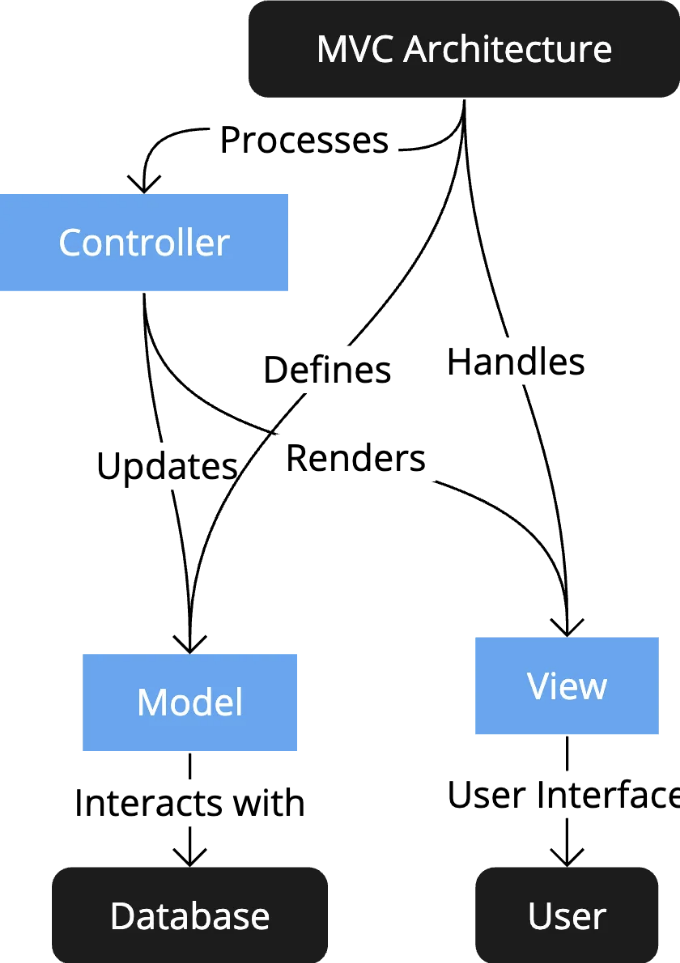 MVC Architecture
Processes
Controller
Defines
Handles
Updates
Renders
Model
View
Interacts with
User Interface
Database
User